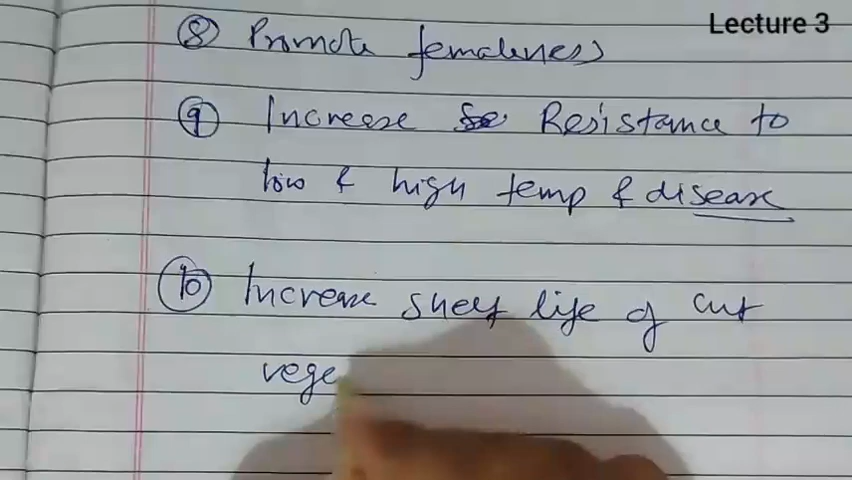 Lecture 3
⑧ Promote femaleness
⑨ Increase Resistance to
low & high temp & disease
⑩ Increase shelf life of cut
vege